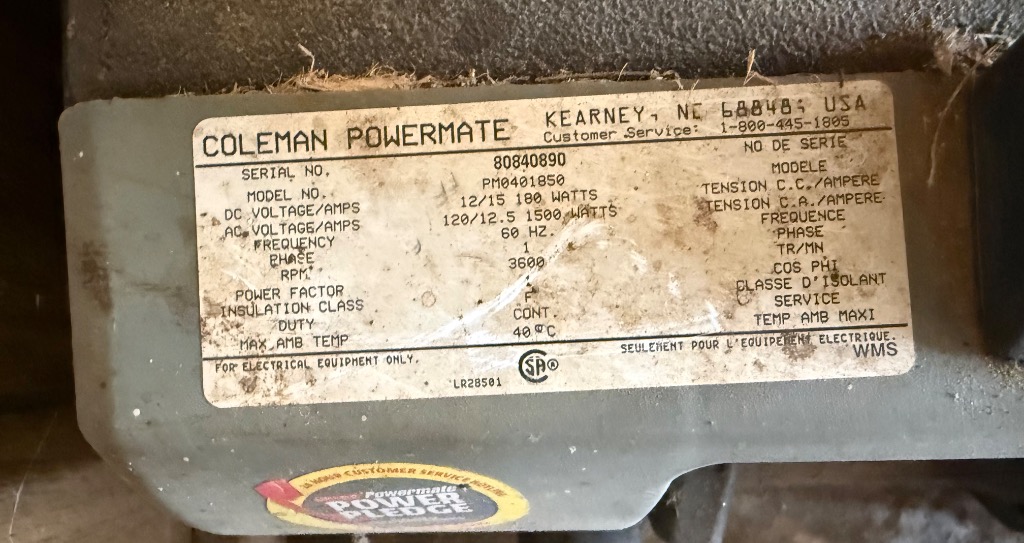 COLEMAN POWERMATE KEARNEY, NE 68848, USA
Customer Service: 1-800-445-1805
SERIAL NO. 80840890 NO DE SERIE
MODEL NO. PM0401850 MODELE
DC VOLTAGE/AMPS 12/15 180 WATTS TENSION C.C./AMPERE
AC VOLTAGE/AMPS 120/12.5 1500 WATTS TENSION C.A./AMPERE
FREQUENCY 60 HZ. FREQUENCE
PHASE 1 PHASE
RPM 3600 TR/MN
POWER FACTOR 1 COS PHI
INSULATION CLASS F CLASSE D'ISOLANT
DUTY CONT SERVICE
MAX AMB TEMP 40°C TEMP AMB MAXI
FOR ELECTRICAL EQUIPMENT ONLY. SEULEMENT POUR L'EQUIPEMENT ELECTRIQUE.
WMS
SA®
LR28501
CUSTOMER SERVICE
Powermate
POWER
PLEDGE